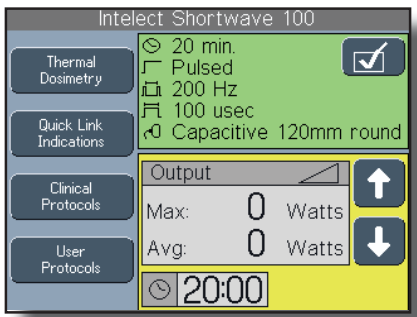 Intelect Shortwave 100
Thermal
Dosimetry
Quick Link
Indications
Clinical
Protocols
User
Protocols
20 min.
Pulsed
200 Hz
100 usec
Capacitive 120mm round
Output
Max: 0 Watts
Avg: 0 Watts
20:00